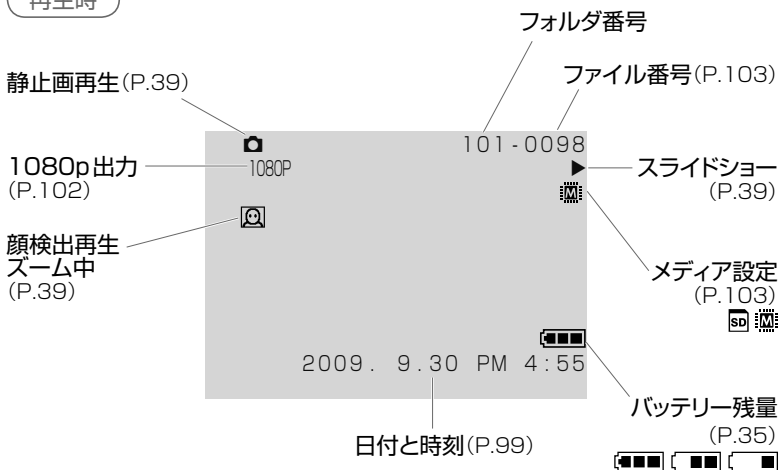 再生時
フォルダ番号
静止画再生(P.39)
ファイル番号(P.103)
101-0098
1080p出力
(P.102)
1080P
スライドショー
(P.39)
M
顔検出再生
ズーム中
(P.39)
メディア設定
(P.103)
SD M
2009. 9.30 PM 4:55
バッテリー残量
(P.35)
日付と時刻(P.99)